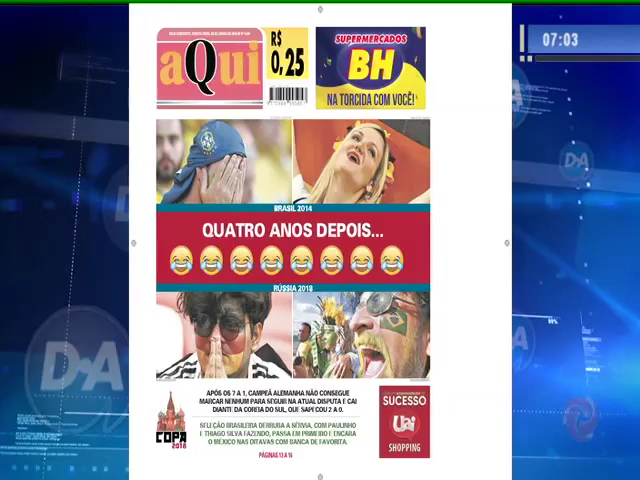 07:03
aQui
R$
0,25
SUPERMERCADOS
BH
NA TORCIDA COM VOCÊ!
BRASIL 2014
QUATRO ANOS DEPOIS...
RÚSSIA 2018
APÓS OS 7 A 1, CAMPEÃ ALEMANHA NÃO CONSEGUE
MARCAR NENHUM PARA SEGUIR NA ATUAL DISPUTA E CAI
DIANTE DA COREIA DO SUL, QUE SAPECOU 2 A 0.
SELEÇÃO BRASILEIRA DERRUBA A SÉRVIA, COM PAULINHO
E THIAGO SILVA FAZENDO, PASSA EM PRIMEIRO E ENCARA
O MÉXICO NAS OITAVAS COM BANCA DE FAVORITA.
PÁGINAS 13 A 16
COPA
2018
SUCESSO
Uai
SHOPPING
D·A
D·A